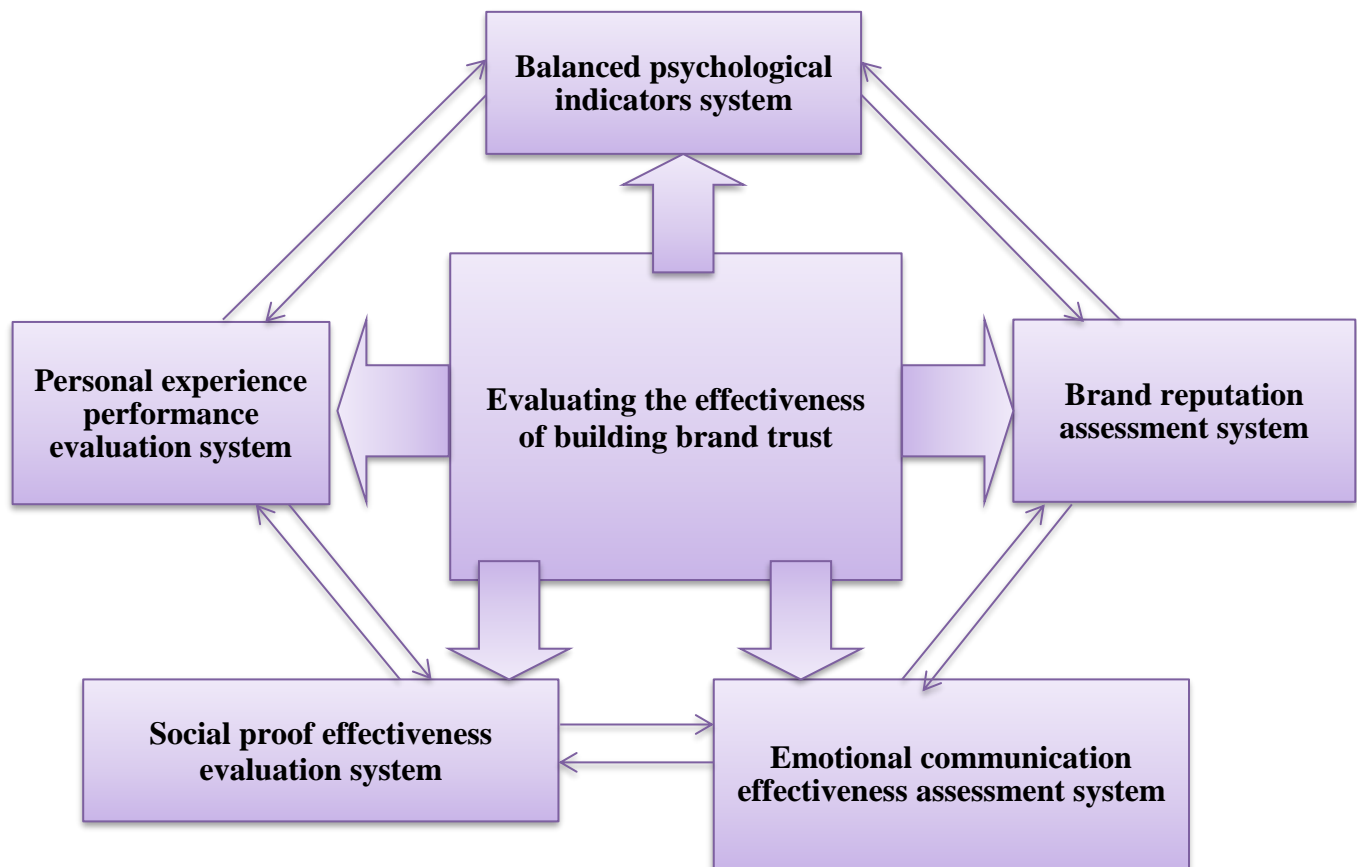 Balanced psychological
indicators system
Personal experience
performance
evaluation system
Evaluating the effectiveness
of building brand trust
Brand reputation
assessment system
Social proof effectiveness
evaluation system
Emotional communication
effectiveness assessment system